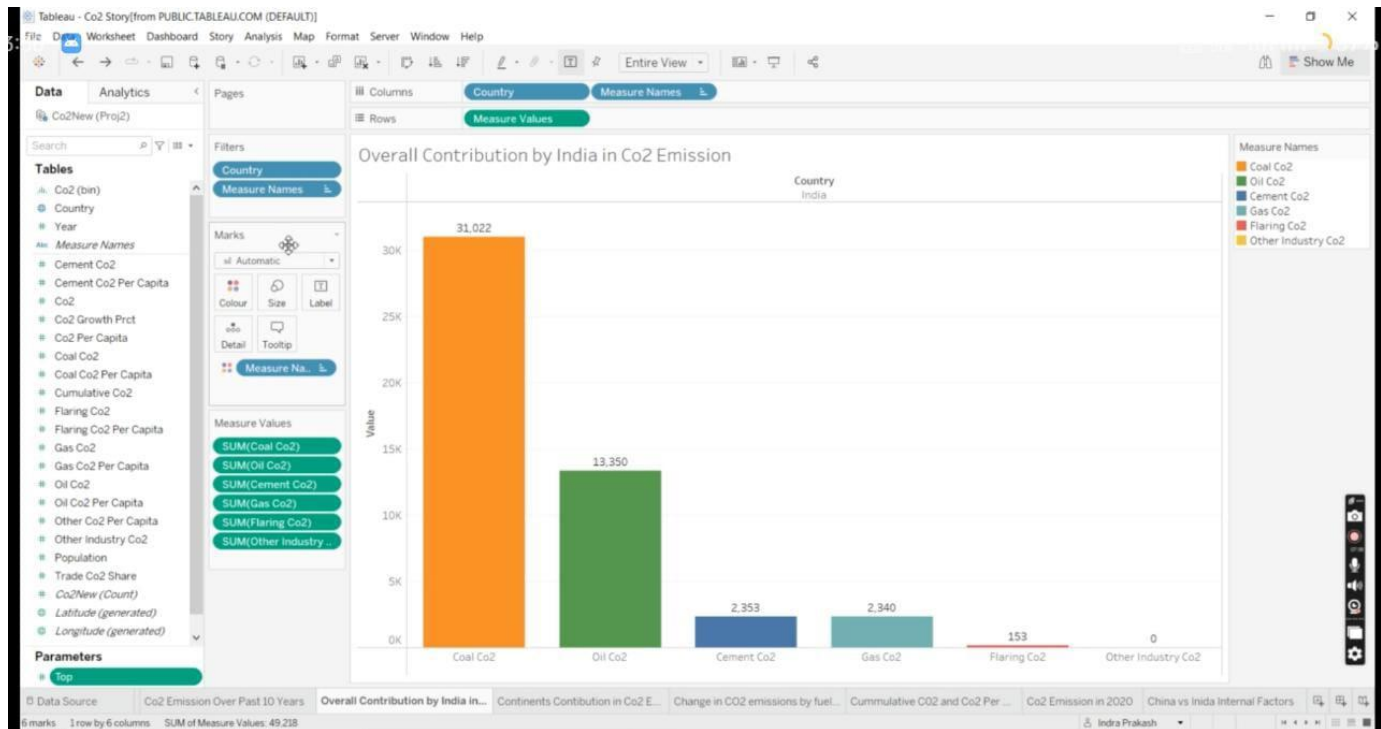 Tableau - Co2 Story[from PUBLIC.TABLEAU.COM (DEFAULT)]
File Data Worksheet Dashboard Story Analysis Map Format Server Window Help
Entire View
Show Me
Data Analytics
Co2New (Proj2)
Search
Tables
Co2 (bin)
Country
# Year
Abc Measure Names
# Cement Co2
# Cement Co2 Per Capita
# Co2
# Co2 Growth Prct
# Co2 Per Capita
# Coal Co2
# Coal Co2 Per Capita
# Cumulative Co2
# Flaring Co2
# Flaring Co2 Per Capita
# Gas Co2
# Gas Co2 Per Capita
# Oil Co2
# Oil Co2 Per Capita
# Other Co2 Per Capita
# Other Industry Co2
# Population
# Trade Co2 Share
# Co2New (Count)
Latitude (generated)
Longitude (generated)
Parameters
# Top
Pages
Filters
Country
Measure Names
Marks
Automatic
Colour Size Label
Detail Tooltip
Measure Na..
Measure Values
SUM(Coal Co2)
SUM(Oil Co2)
SUM(Cement Co2)
SUM(Gas Co2)
SUM(Flaring Co2)
SUM(Other Industry ..
Columns Country Measure Names
Rows Measure Values
Overall Contribution by India in Co2 Emission
Country
India
31,022
13,350
2,353
2,340
153
0
Value
30K
25K
20K
15K
10K
5K
0K
Coal Co2 Oil Co2 Cement Co2 Gas Co2 Flaring Co2 Other Industry Co2
Measure Names
Coal Co2
Oil Co2
Cement Co2
Gas Co2
Flaring Co2
Other Industry Co2
Data Source Co2 Emission Over Past 10 Years Overall Contribution by India in... Continents Contibution in Co2 E... Change in CO2 emissions by fuel... Cummulative CO2 and Co2 Per ... Co2 Emission in 2020 China vs Inida Internal Factors
6 marks 1 row by 6 columns SUM of Measure Values: 49.218
Indra Prakash